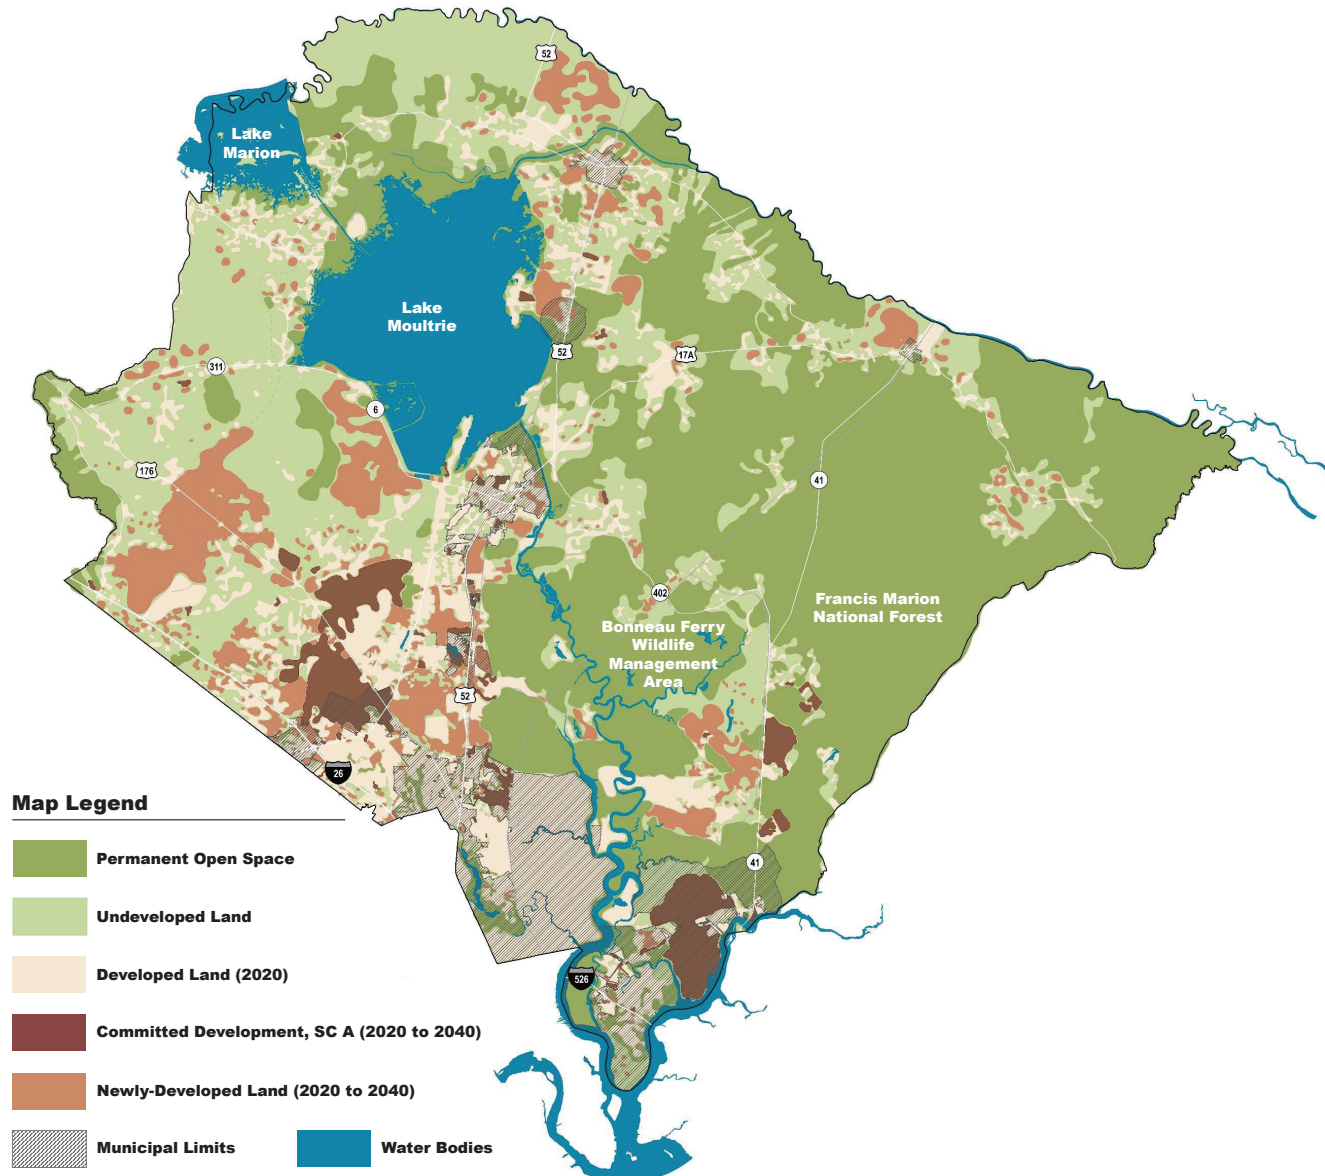 52
Lake
Marion
Lake
Moultrie
52
17A
311
6
176
41
402
Francis Marion
National Forest
Bonneau Ferry
Wildlife
Management
Area
52
26
41
526
Map Legend
Permanent Open Space
Undeveloped Land
Developed Land (2020)
Committed Development, SC A (2020 to 2040)
Newly-Developed Land (2020 to 2040)
Municipal Limits
Water Bodies